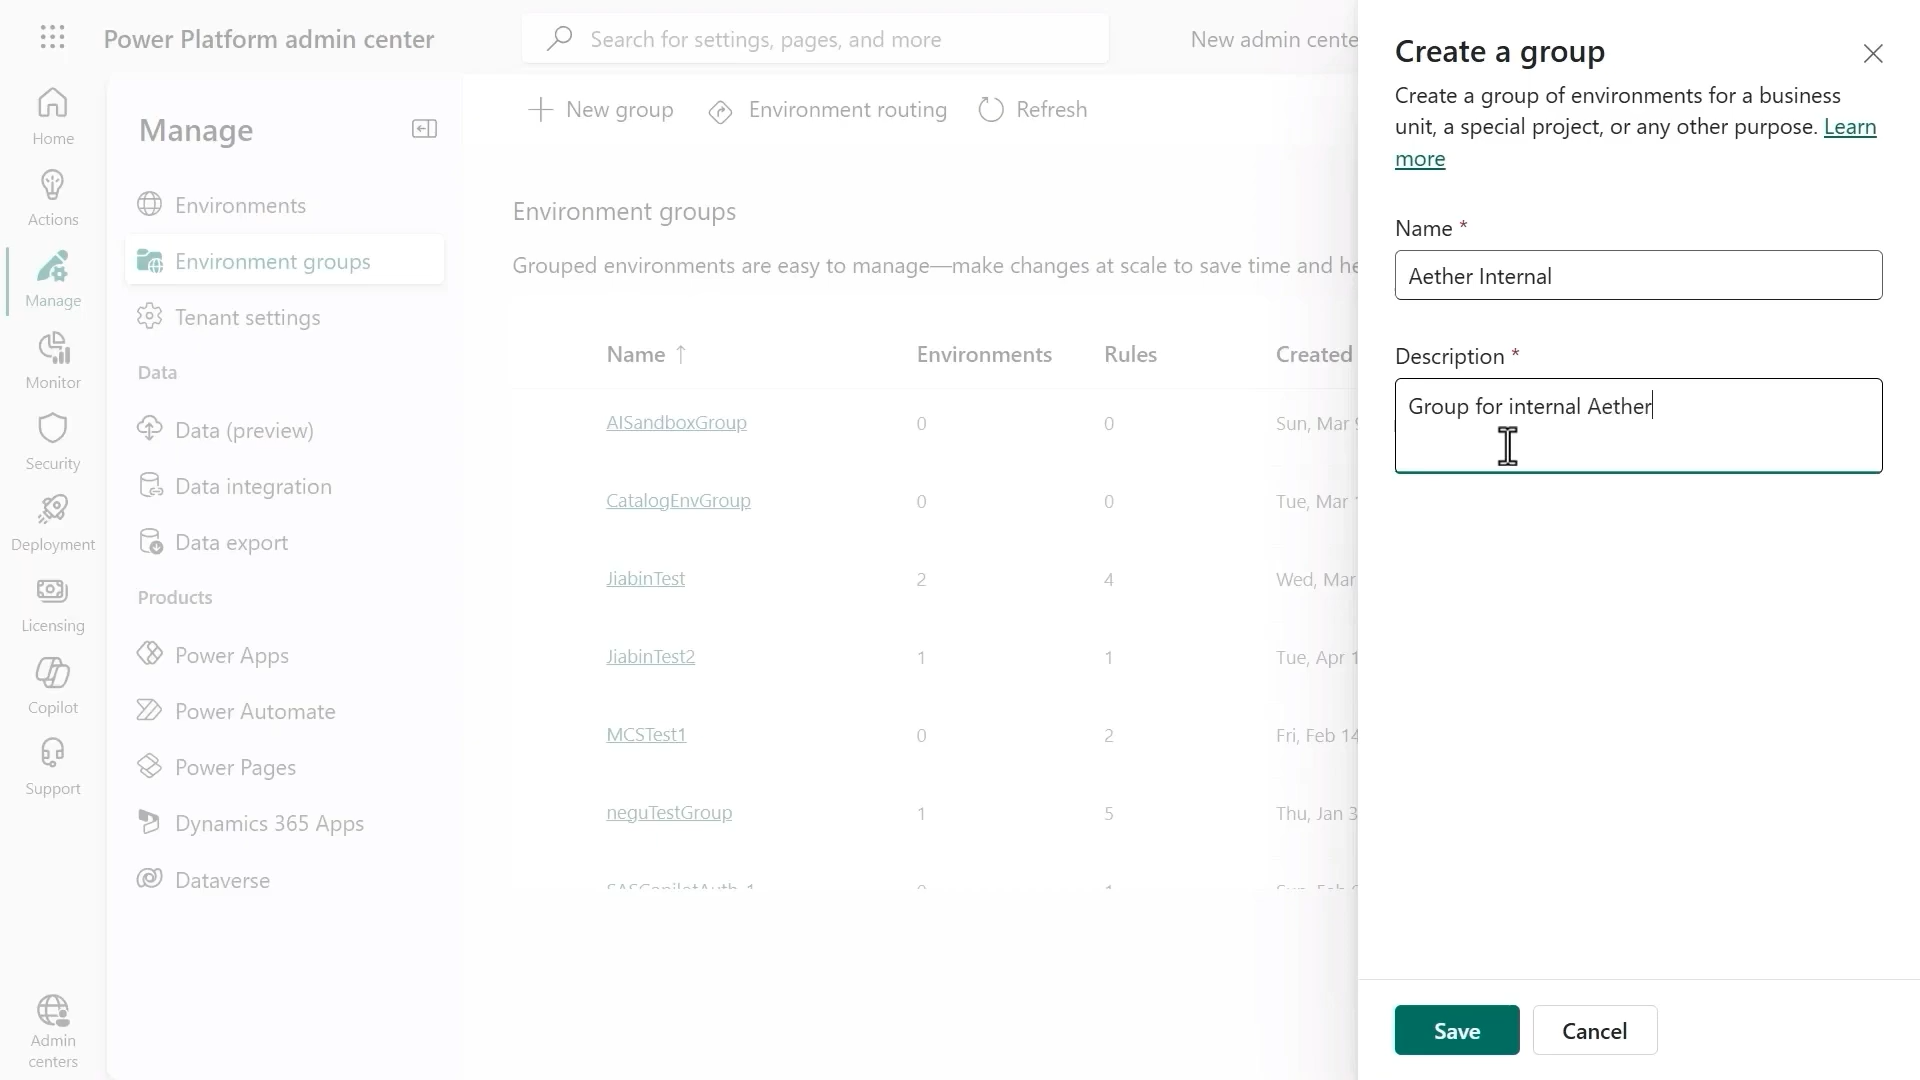 Power Platform admin center
Search for settings, pages, and more
New admin cente
Home
Actions
Manage
Monitor
Security
Deployment
Licensing
Copilot
Support
Admin
centers
Manage
Environments
Environment groups
Tenant settings
Data
Data (preview)
Data integration
Data export
Products
Power Apps
Power Automate
Power Pages
Dynamics 365 Apps
Dataverse
New group Environment routing Refresh
Environment groups
Grouped environments are easy to manage—make changes at scale to save time and he
Name ↑ Environments Rules Created
AISandboxGroup 0 0 Sun, Mar 9
CatalogEnvGroup 0 0 Tue, Mar 1
JiabinTest 2 4 Wed, Mar
JiabinTest2 1 1 Tue, Apr 1
MCSTest1 0 2 Fri, Feb 14
neguTestGroup 1 5 Thu, Jan 3
Create a group
Create a group of environments for a business
unit, a special project, or any other purpose. Learn
more
Name *
Aether Internal
Description *
Group for internal Aether
Save Cancel